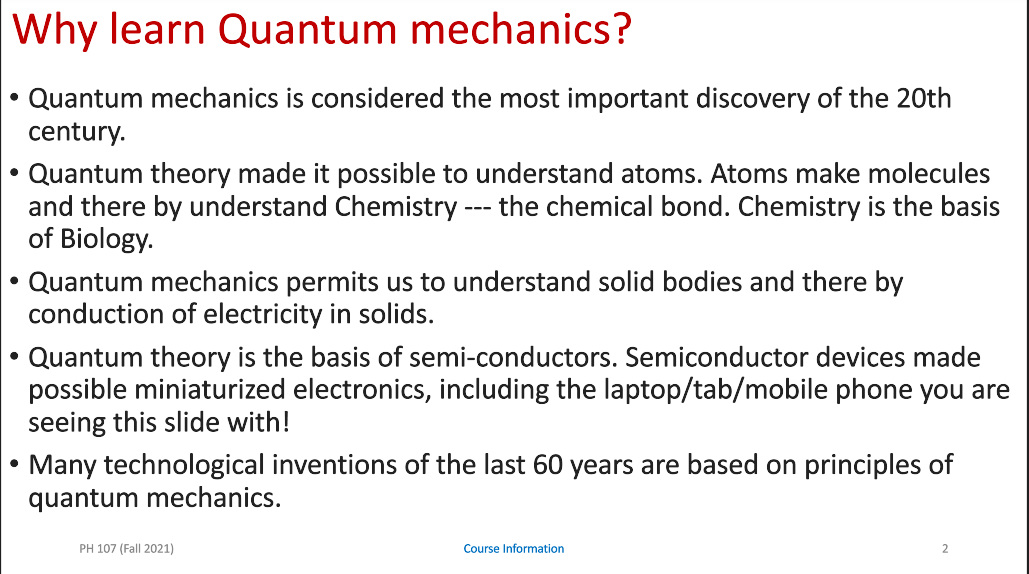 Why learn Quantum mechanics?
• Quantum mechanics is considered the most important discovery of the 20th
century.
• Quantum theory made it possible to understand atoms. Atoms make molecules
and there by understand Chemistry --- the chemical bond. Chemistry is the basis
of Biology.
• Quantum mechanics permits us to understand solid bodies and there by
conduction of electricity in solids.
• Quantum theory is the basis of semi-conductors. Semiconductor devices made
possible miniaturized electronics, including the laptop/tab/mobile phone you are
seeing this slide with!
• Many technological inventions of the last 60 years are based on principles of
quantum mechanics.
PH 107 (Fall 2021)
Course Information
2